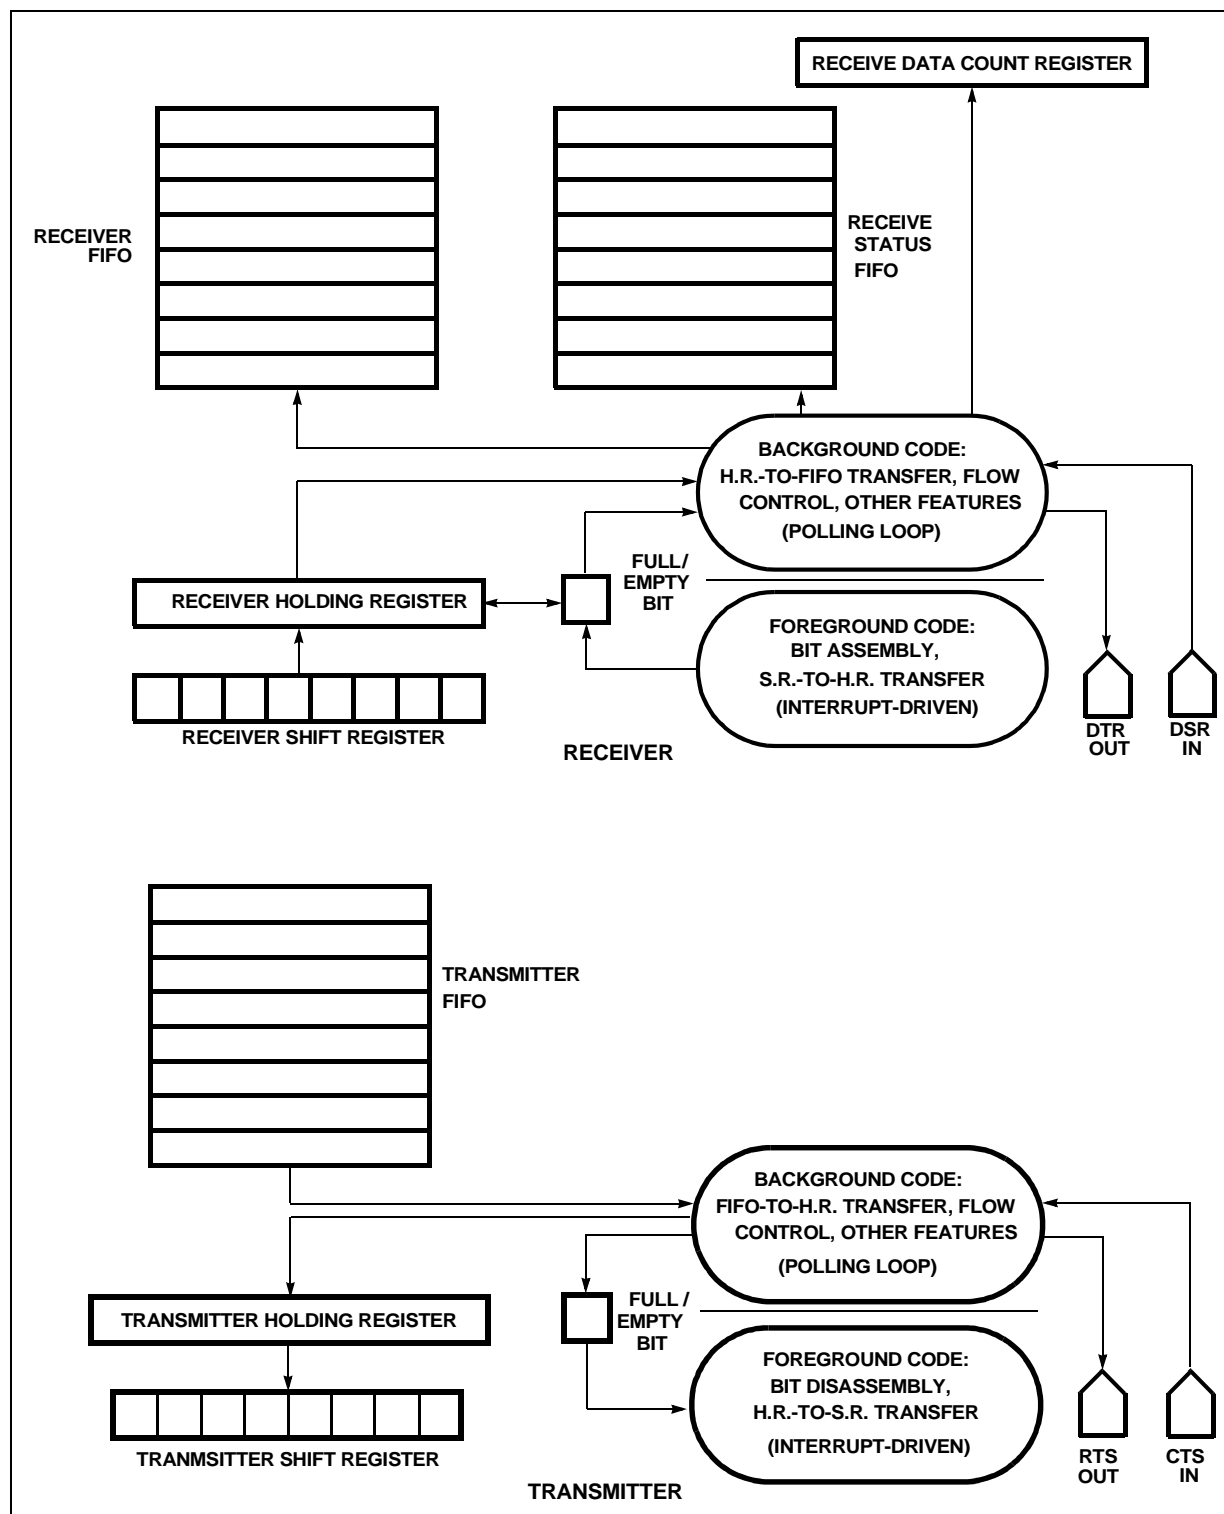 RECEIVE DATA COUNT REGISTER
RECEIVER
FIFO
RECEIVE
STATUS
FIFO
BACKGROUND CODE:
H.R.-TO-FIFO TRANSFER, FLOW
CONTROL, OTHER FEATURES
(POLLING LOOP)
FULL/
EMPTY
BIT
RECEIVER HOLDING REGISTER
FOREGROUND CODE:
BIT ASSEMBLY,
S.R.-TO-H.R. TRANSFER
(INTERRUPT-DRIVEN)
RECEIVER SHIFT REGISTER
DTR
OUT
DSR
IN
RECEIVER
TRANSMITTER
FIFO
BACKGROUND CODE:
FIFO-TO-H.R. TRANSFER, FLOW
CONTROL, OTHER FEATURES
(POLLING LOOP)
FULL /
EMPTY
BIT
TRANSMITTER HOLDING REGISTER
FOREGROUND CODE:
BIT DISASSEMBLY,
H.R.-TO-S.R. TRANSFER
(INTERRUPT-DRIVEN)
TRANMSITTER SHIFT REGISTER
RTS
OUT
CTS
IN
TRANSMITTER